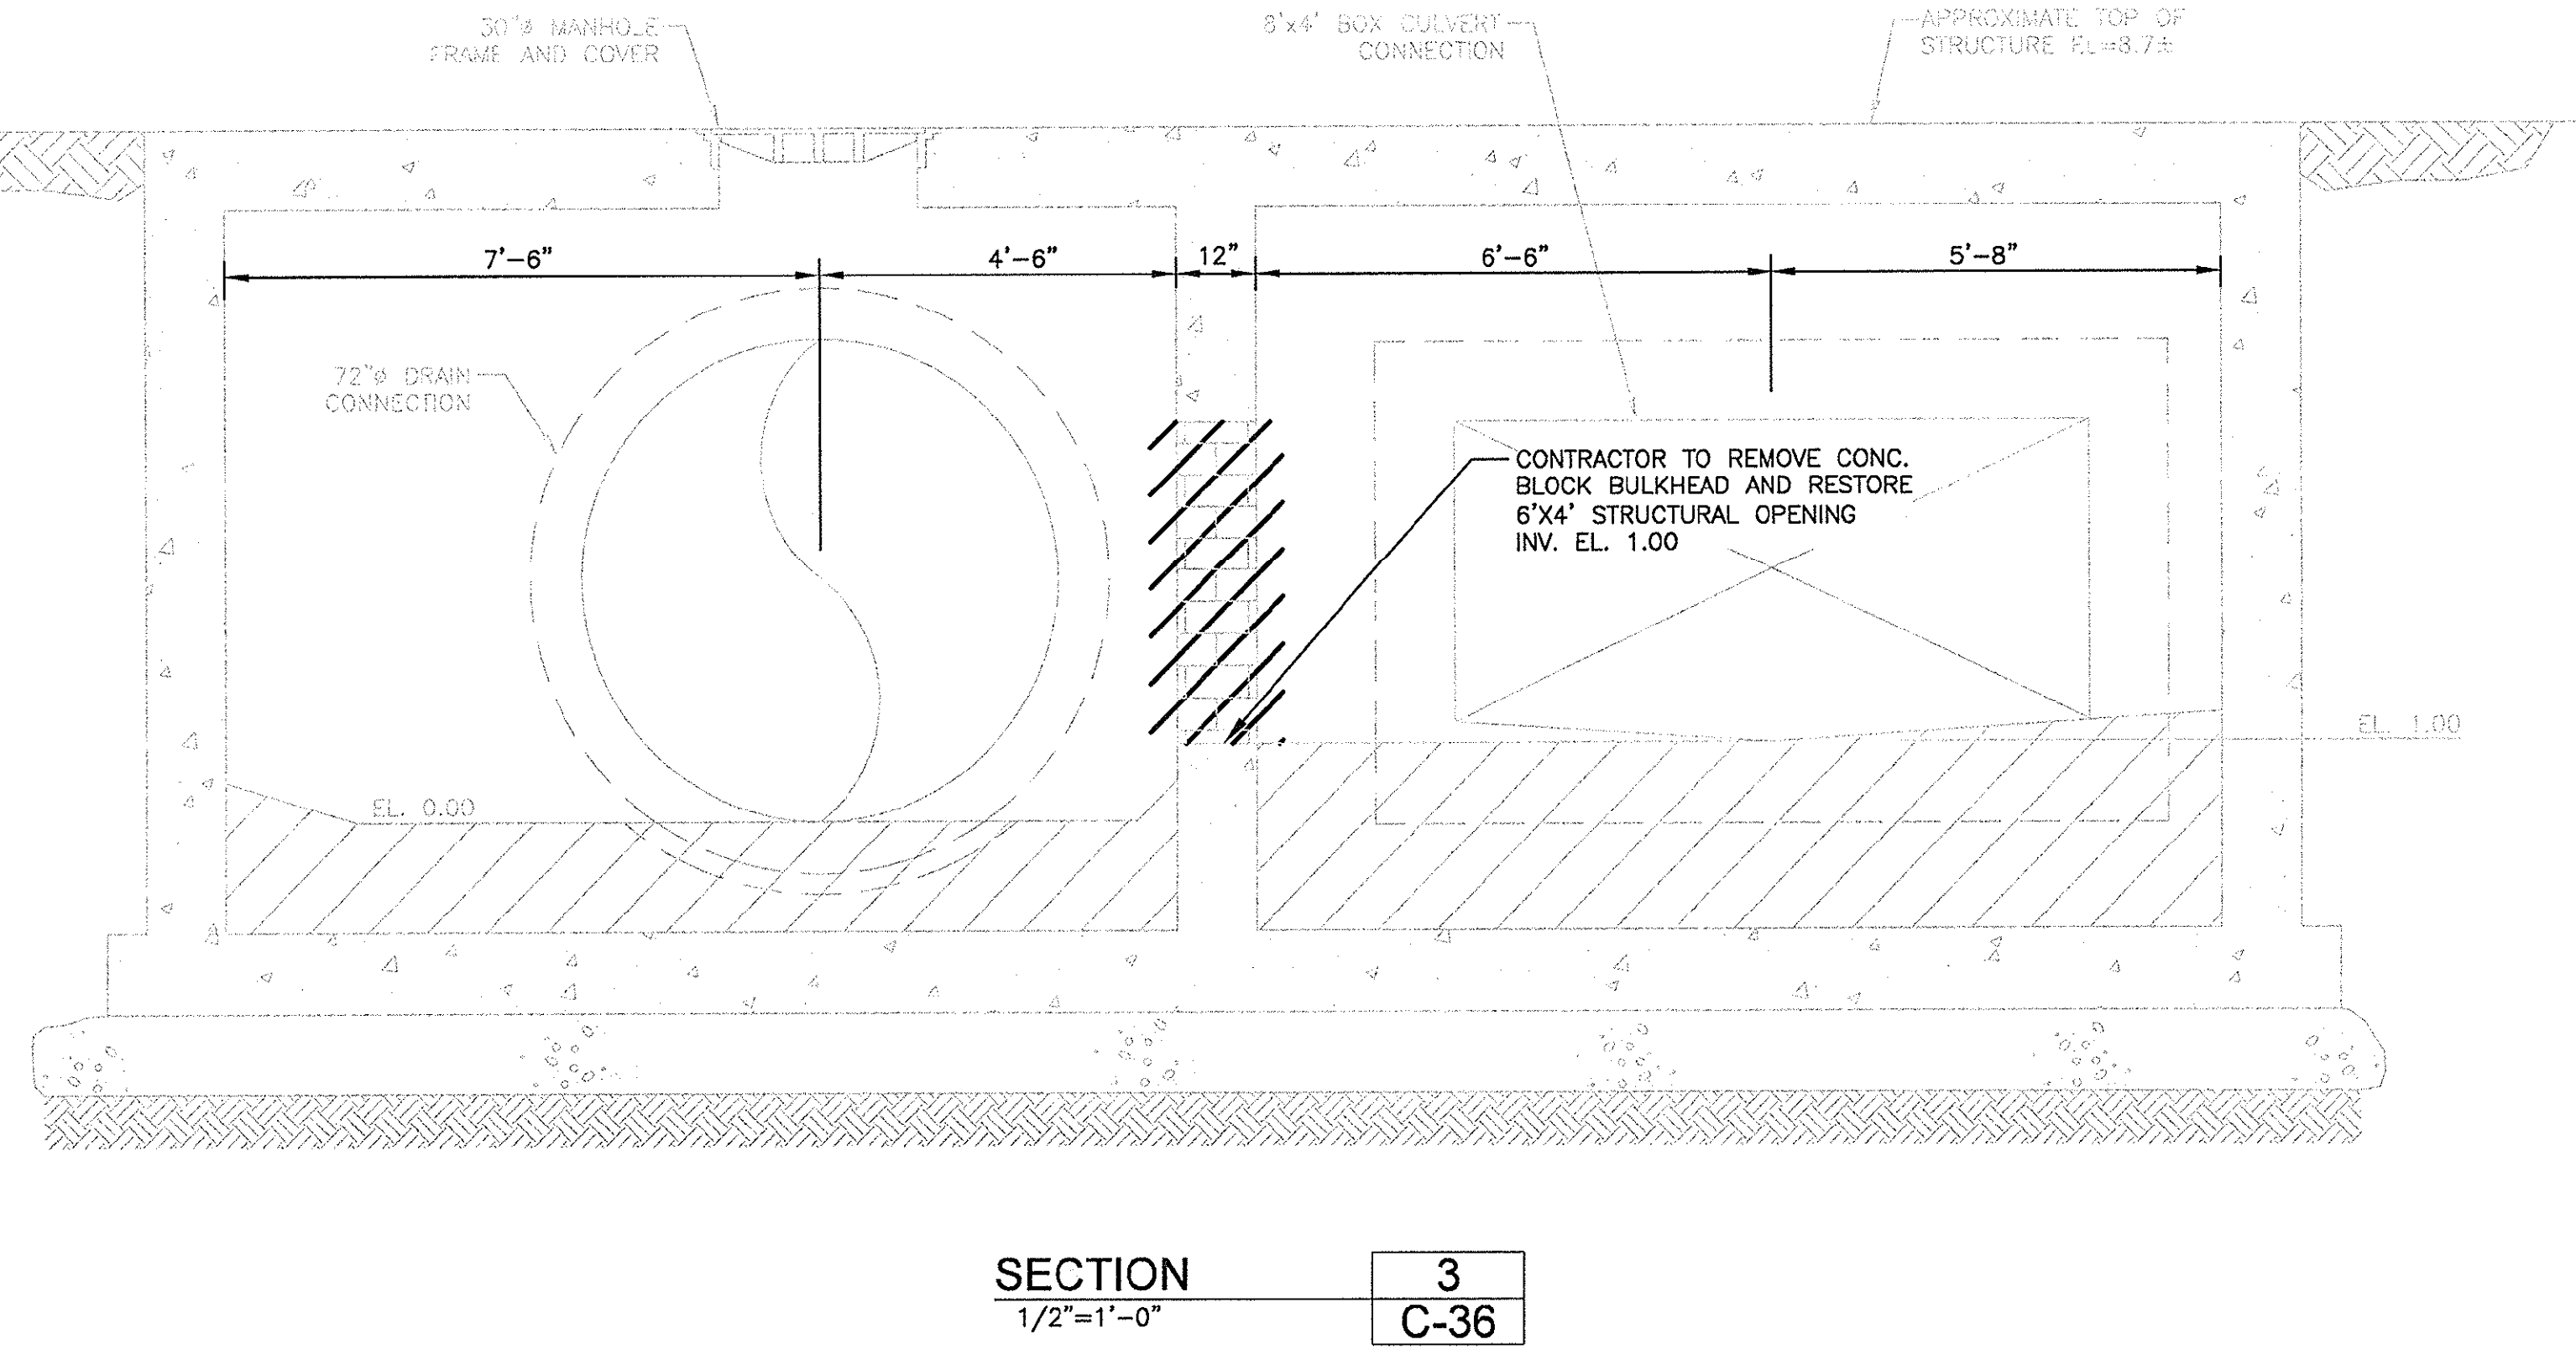 30"ø MANHOLE
FRAME AND COVER
8'x4' BOX CULVERT
CONNECTION
APPROXIMATE TOP OF
STRUCTURE EL=8.7±
7'-6"
4'-6"
12"
6'-6"
5'-8"
72"ø DRAIN
CONNECTION
CONTRACTOR TO REMOVE CONC.
BLOCK BULKHEAD AND RESTORE
6'X4' STRUCTURAL OPENING
INV. EL. 1.00
EL. 1.00
EL. 0.00
SECTION
1/2"=1'-0"
3
C-36